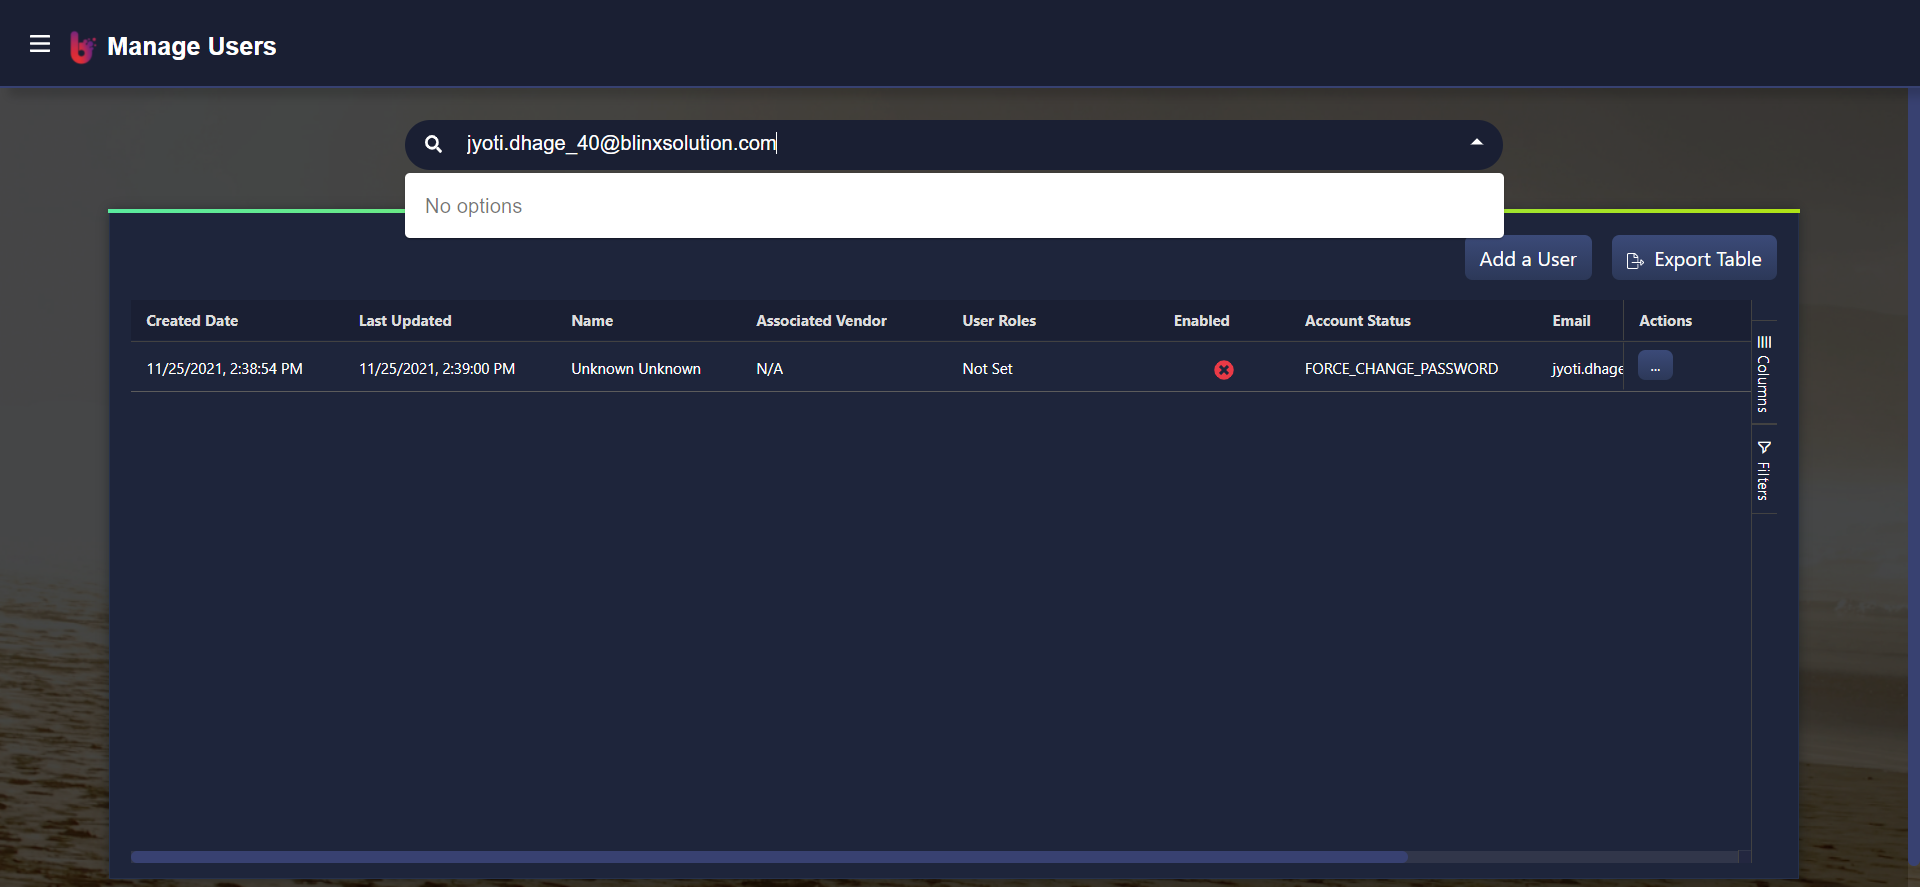 Manage Users
jyoti.dhage_40@blinxsolution.com
No options
Add a User
Export Table
Created Date Last Updated Name Associated Vendor User Roles Enabled Account Status Email Actions
11/25/2021, 2:38:54 PM 11/25/2021, 2:39:00 PM Unknown Unknown N/A Not Set FORCE_CHANGE_PASSWORD jyoti.dhage ...
Columns
Filters